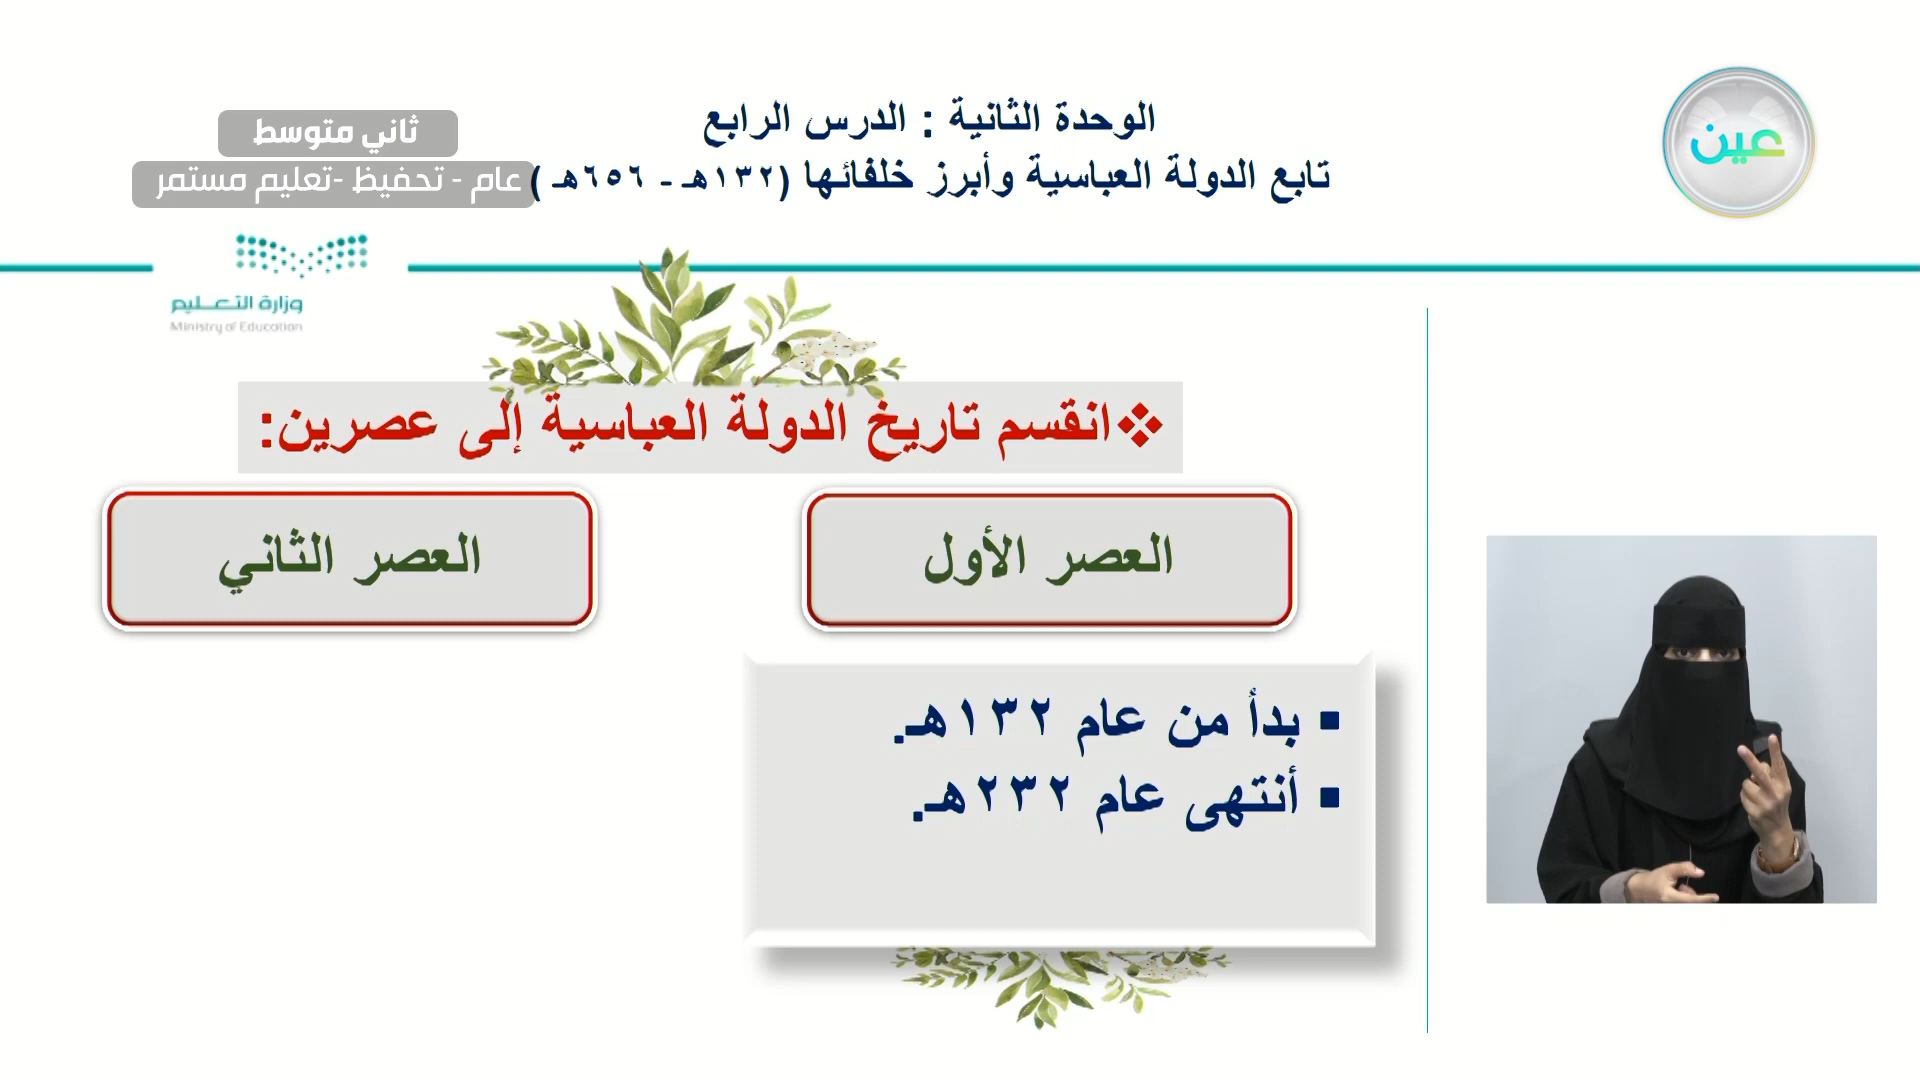 عين
الوحدة الثانية : الدرس الرابع
تابع الدولة العباسية وأبرز خلفائها (١٣٢هـ - ٦٥٦هـ )
ثاني متوسط
عام - تحفيظ -تعليم مستمر
وزارة التعـليم
Ministry of Education
❖انقسم تاريخ الدولة العباسية إلى عصرين:
العصر الأول
▪ بدأ من عام ١٣٢هـ.
▪ أنتهى عام ٢٣٢هـ.
العصر الثاني